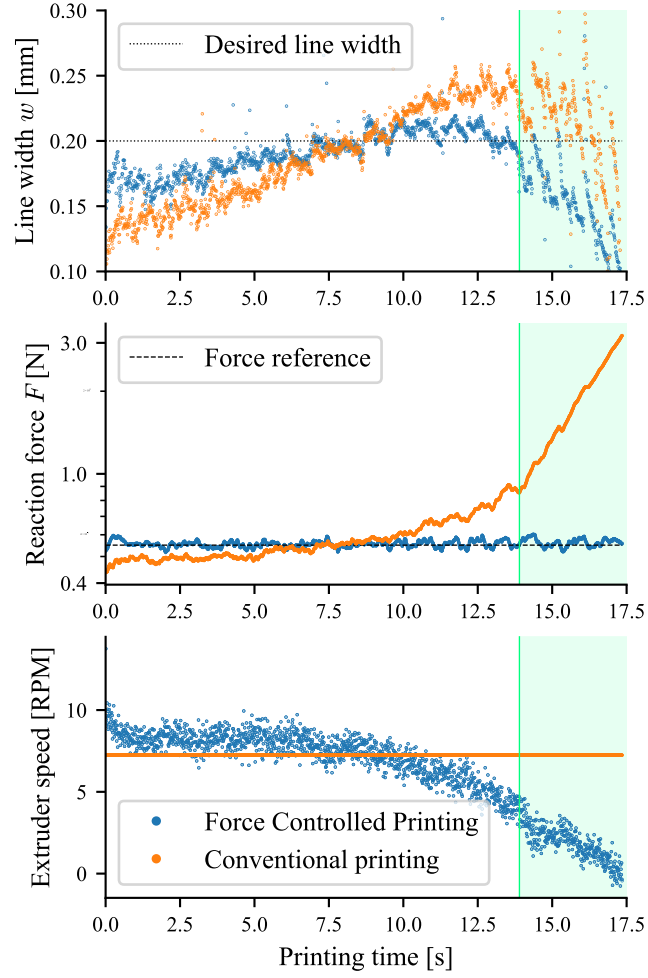 0.30
Desired line width
0.25
0.20
0.15
0.10
Line width w [mm]
0.0 2.5 5.0 7.5 10.0 12.5 15.0 17.5
3.0
Force reference
1.0
0.4
Reaction force F [N]
0.0 2.5 5.0 7.5 10.0 12.5 15.0 17.5
10
5
0
Extruder speed [RPM]
Force Controlled Printing
Conventional printing
0.0 2.5 5.0 7.5 10.0 12.5 15.0 17.5
Printing time [s]